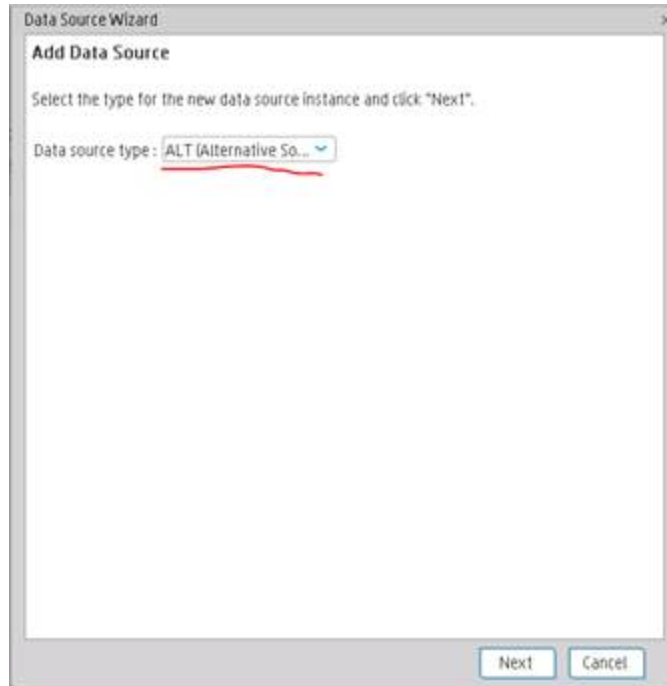 Data Source Wizard
Add Data Source
Select the type for the new data source instance and click "Next".
Data source type : ALT (Alternative So...
Next Cancel